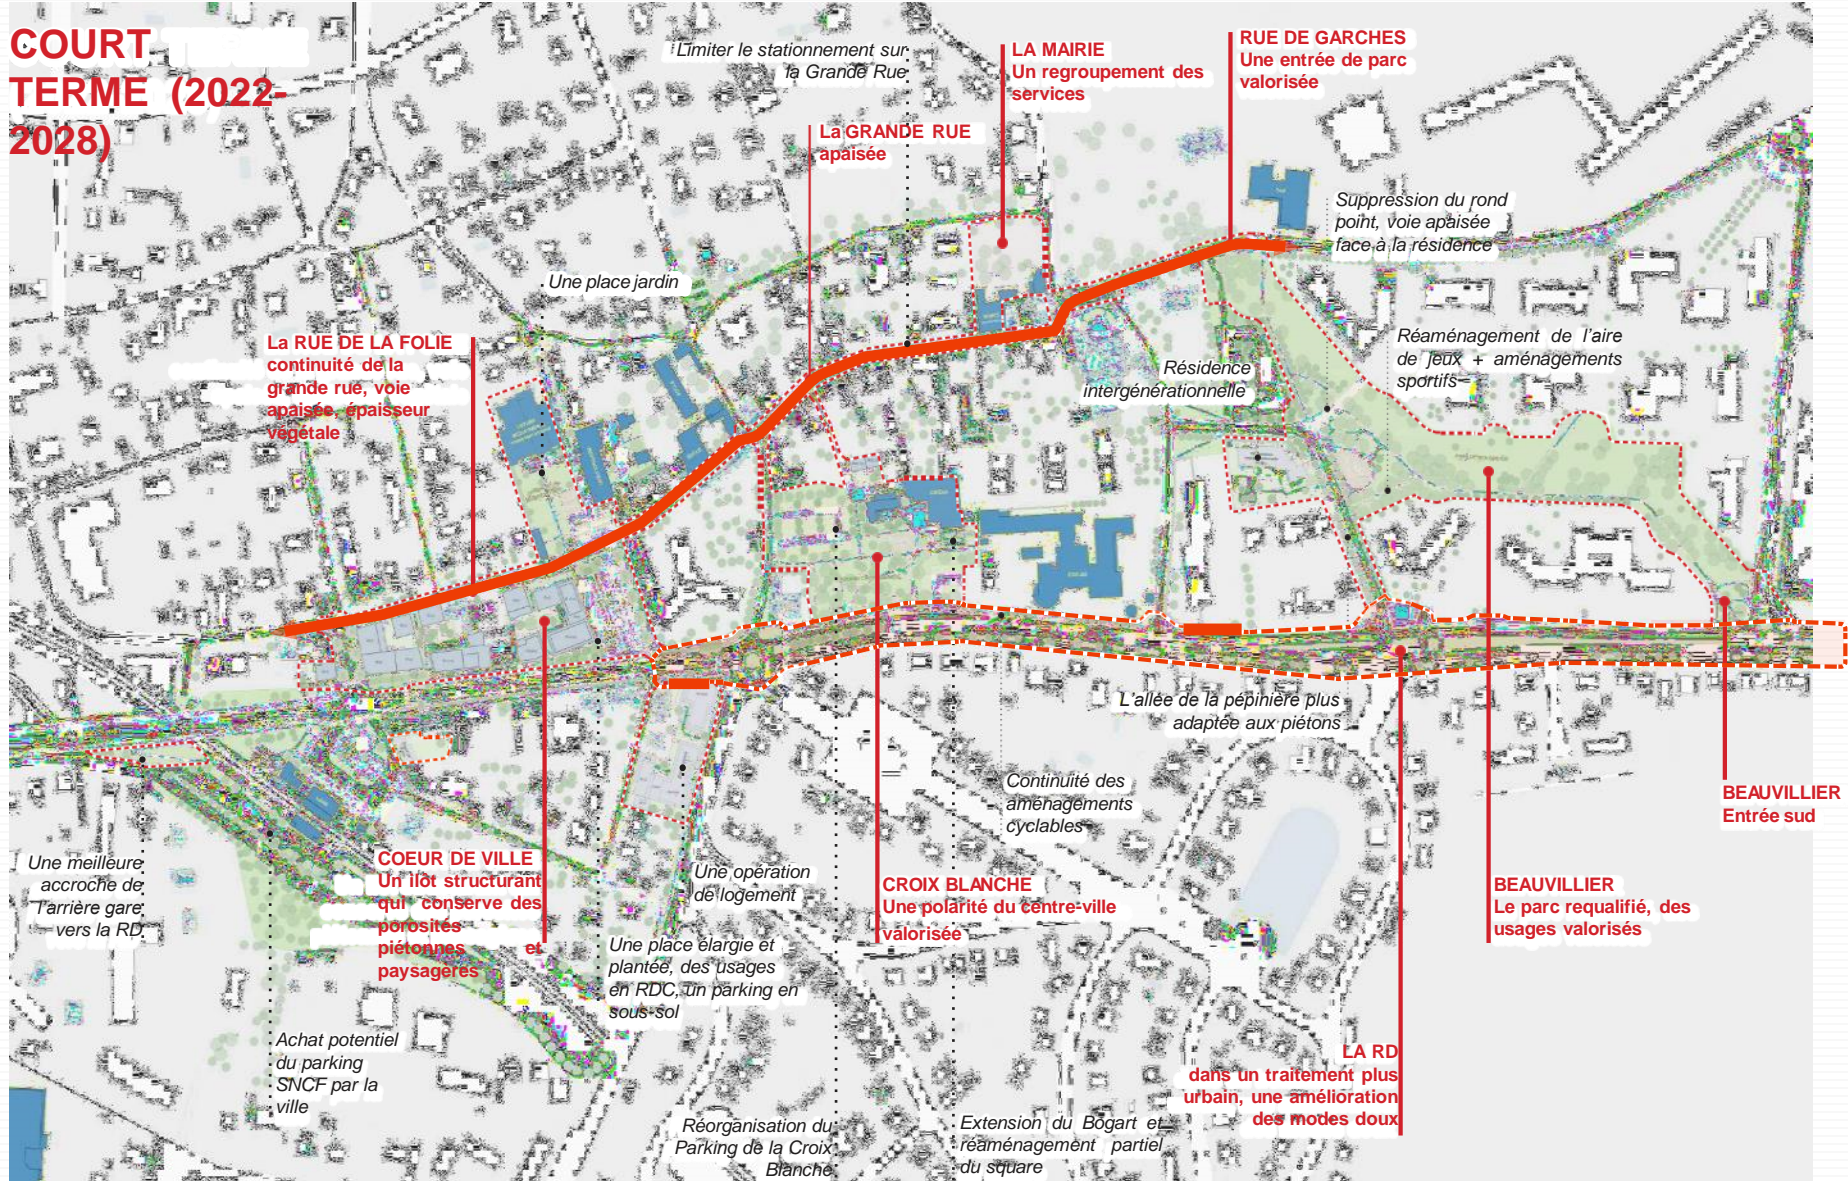 COURT
TERME (2022-
2028)
Limiter le stationnement sur
la Grande Rue
LA MAIRIE
Un regroupement des
services
RUE DE GARCHES
Une entrée de parc
valorisée
La GRANDE RUE
apaisée
Suppression du rond
point, voie apaisée
face à la résidence
Une place jardin
La RUE DE LA FOLIE
continuité de la
grande rue, voie
apaisée, épaisseur
végétale
Résidence
intergénérationnelle
Réaménagement de l'aire
de jeux + aménagements
sportifs
L'allée de la pépinière plus
adaptée aux piétons
Continuité des
aménagements
cyclables
BEAUVILLIER
Entrée sud
Une meilleure
accroche de
l'arrière gare
vers la RD
COEUR DE VILLE
Un ilôt structurant
qui conserve des
porosités
piétonnes et
paysagères
Une opération
de logement
CROIX BLANCHE
Une polarité du centre-ville
valorisée
BEAUVILLIER
Le parc requalifié, des
usages valorisés
Une place élargie et
plantée, des usages
en RDC, un parking en
sous-sol
Achat potentiel
du parking
SNCF par la
ville
LA RD
dans un traitement plus
urbain, une amélioration
des modes doux
Réorganisation du
Parking de la Croix
Blanche
Extension du Bogart et
réaménagement partiel
du square